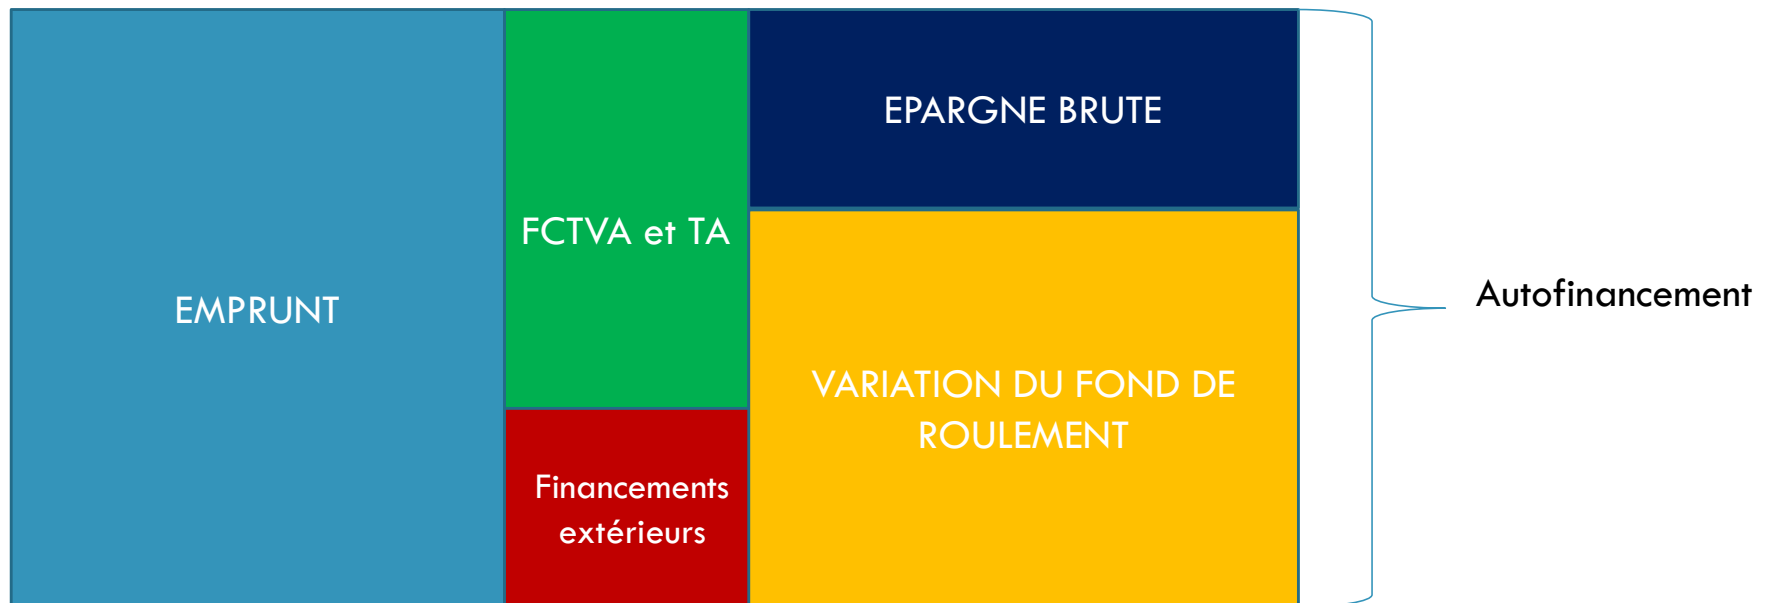 EMPRUNT
FCTVA et TA
Financements
extérieurs
EPARGNE BRUTE
VARIATION DU FOND DE
ROULEMENT
Autofinancement